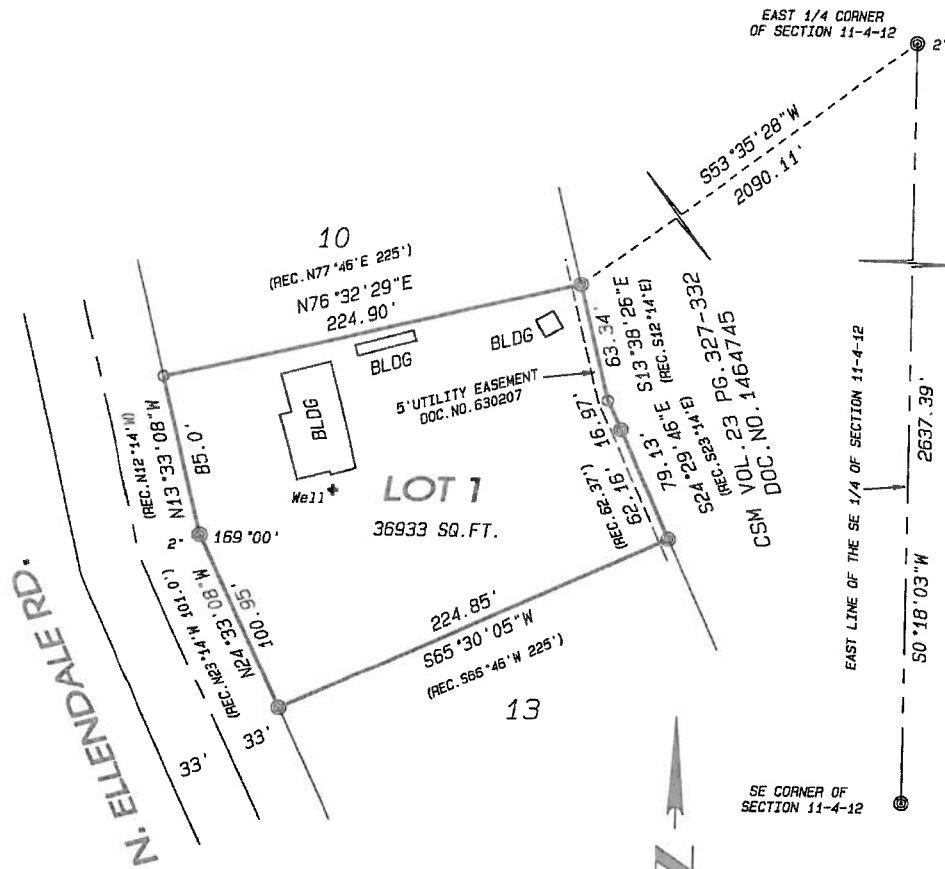 EAST 1/4 CORNER
OF SECTION 11-4-12
2"
S53°35'28"W
2090.11'
10
(REC.N77°46'E 225')
N76°32'29"E
224.90'
BLDG
BLDG
BLDG
5'UTILITY EASEMENT
DOC.NO.630207
63.34'
S13°38'26"E
(REC.S12°14'E)
16.97'
(REC.62.37')
62.16'
79.13'
S24°29'46"E
(REC.S23°14'E)
CSM VOL.23 PG.327-332
DOC.NO.1464745
EAST LINE OF THE SE 1/4 OF SECTION 11-4-12
2637.39'
S0°18'03"W
(REC.N12°14'W)
N13°33'08"W
85.0'
Well
LOT 1
36933 SQ.FT.
2"
169°00'
(REC.N23°14'W 101.0')
N24°33'08"W
100.95'
224.85'
S65°30'05"W
(REC.S66°46'W 225')
13
33'
33'
N. ELLENDALE RD.
SE CORNER OF
SECTION 11-4-12
N